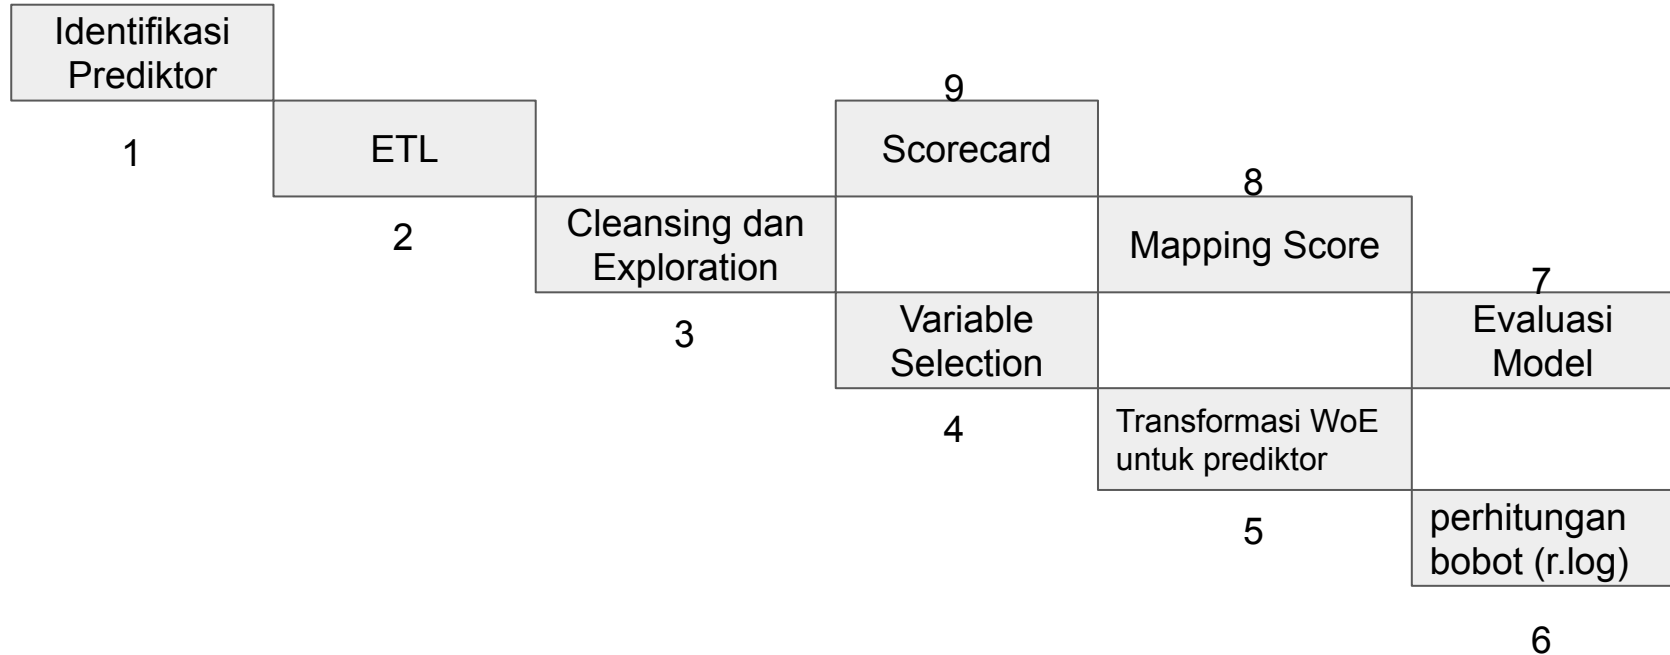 Identifikasi
Prediktor
1
ETL
2
Cleansing dan
Exploration
3
Variable
Selection
4
Transformasi WoE
untuk prediktor
5
perhitungan
bobot (r.log)
6
7
Evaluasi
Model
8
Mapping Score
9
Scorecard